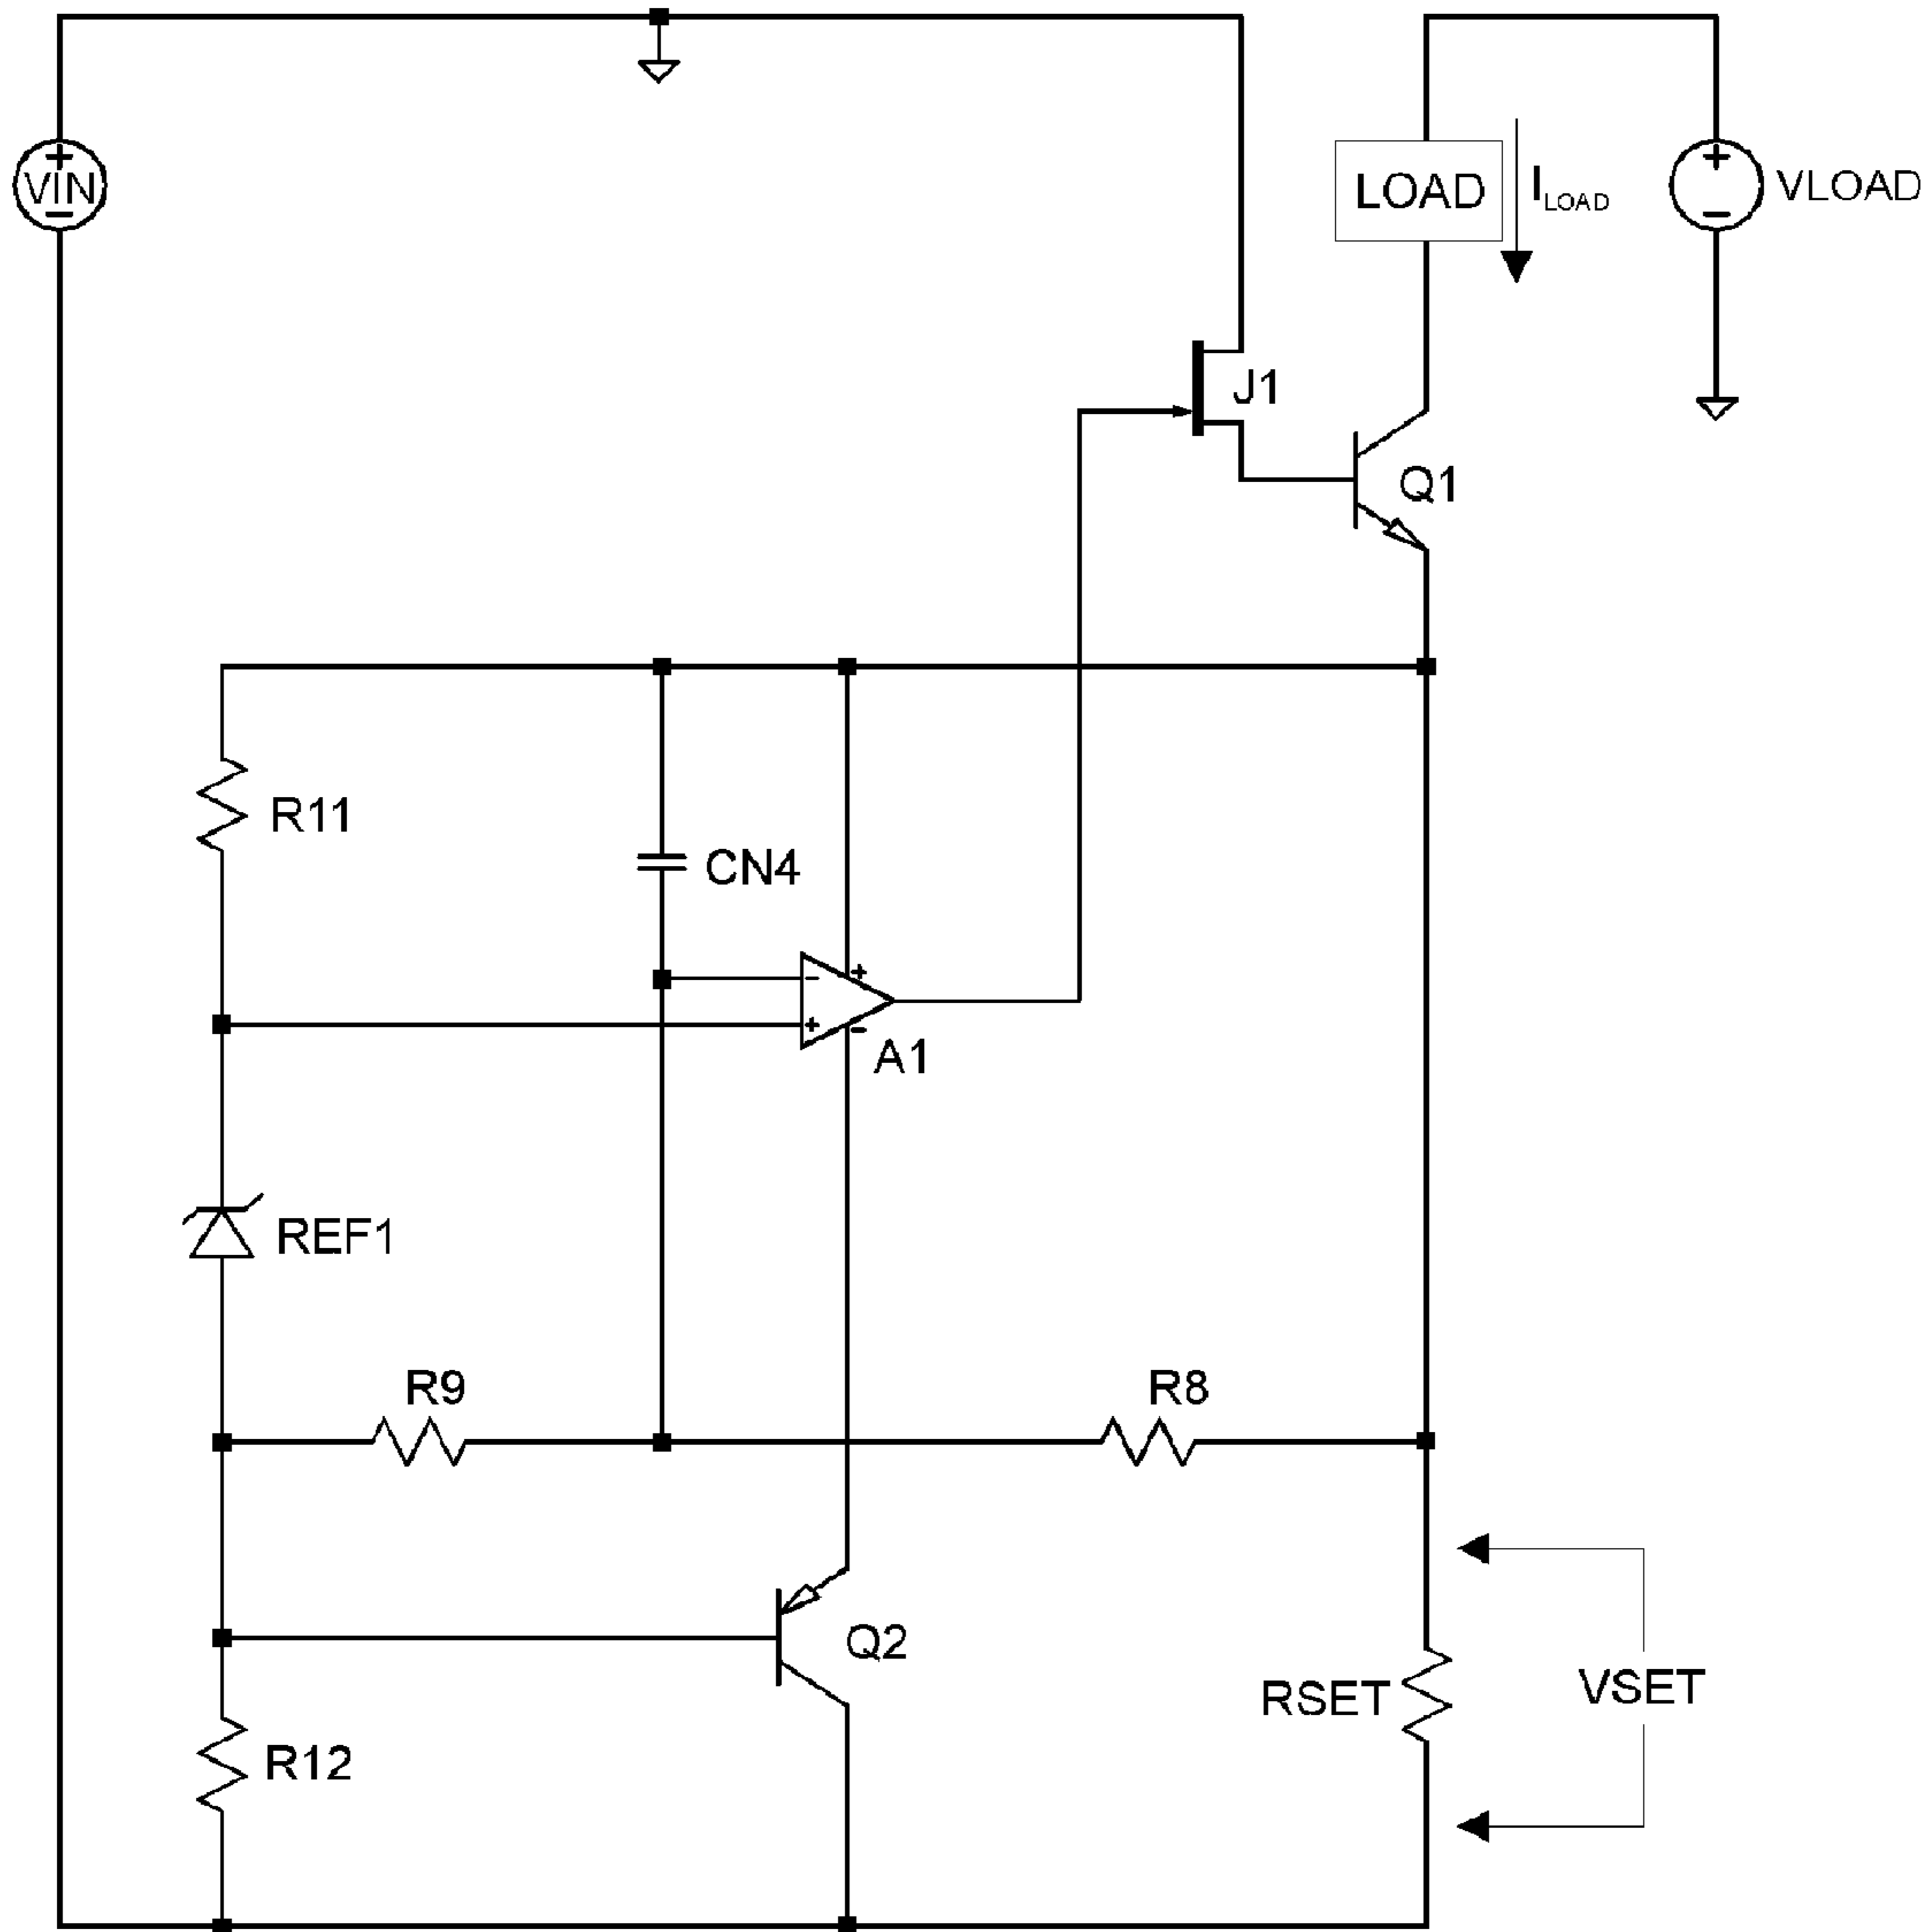 VIN
LOAD
ILOAD
VLOAD
J1
Q1
R11
CN4
A1
REF1
R9
R8
Q2
RSET
VSET
R12